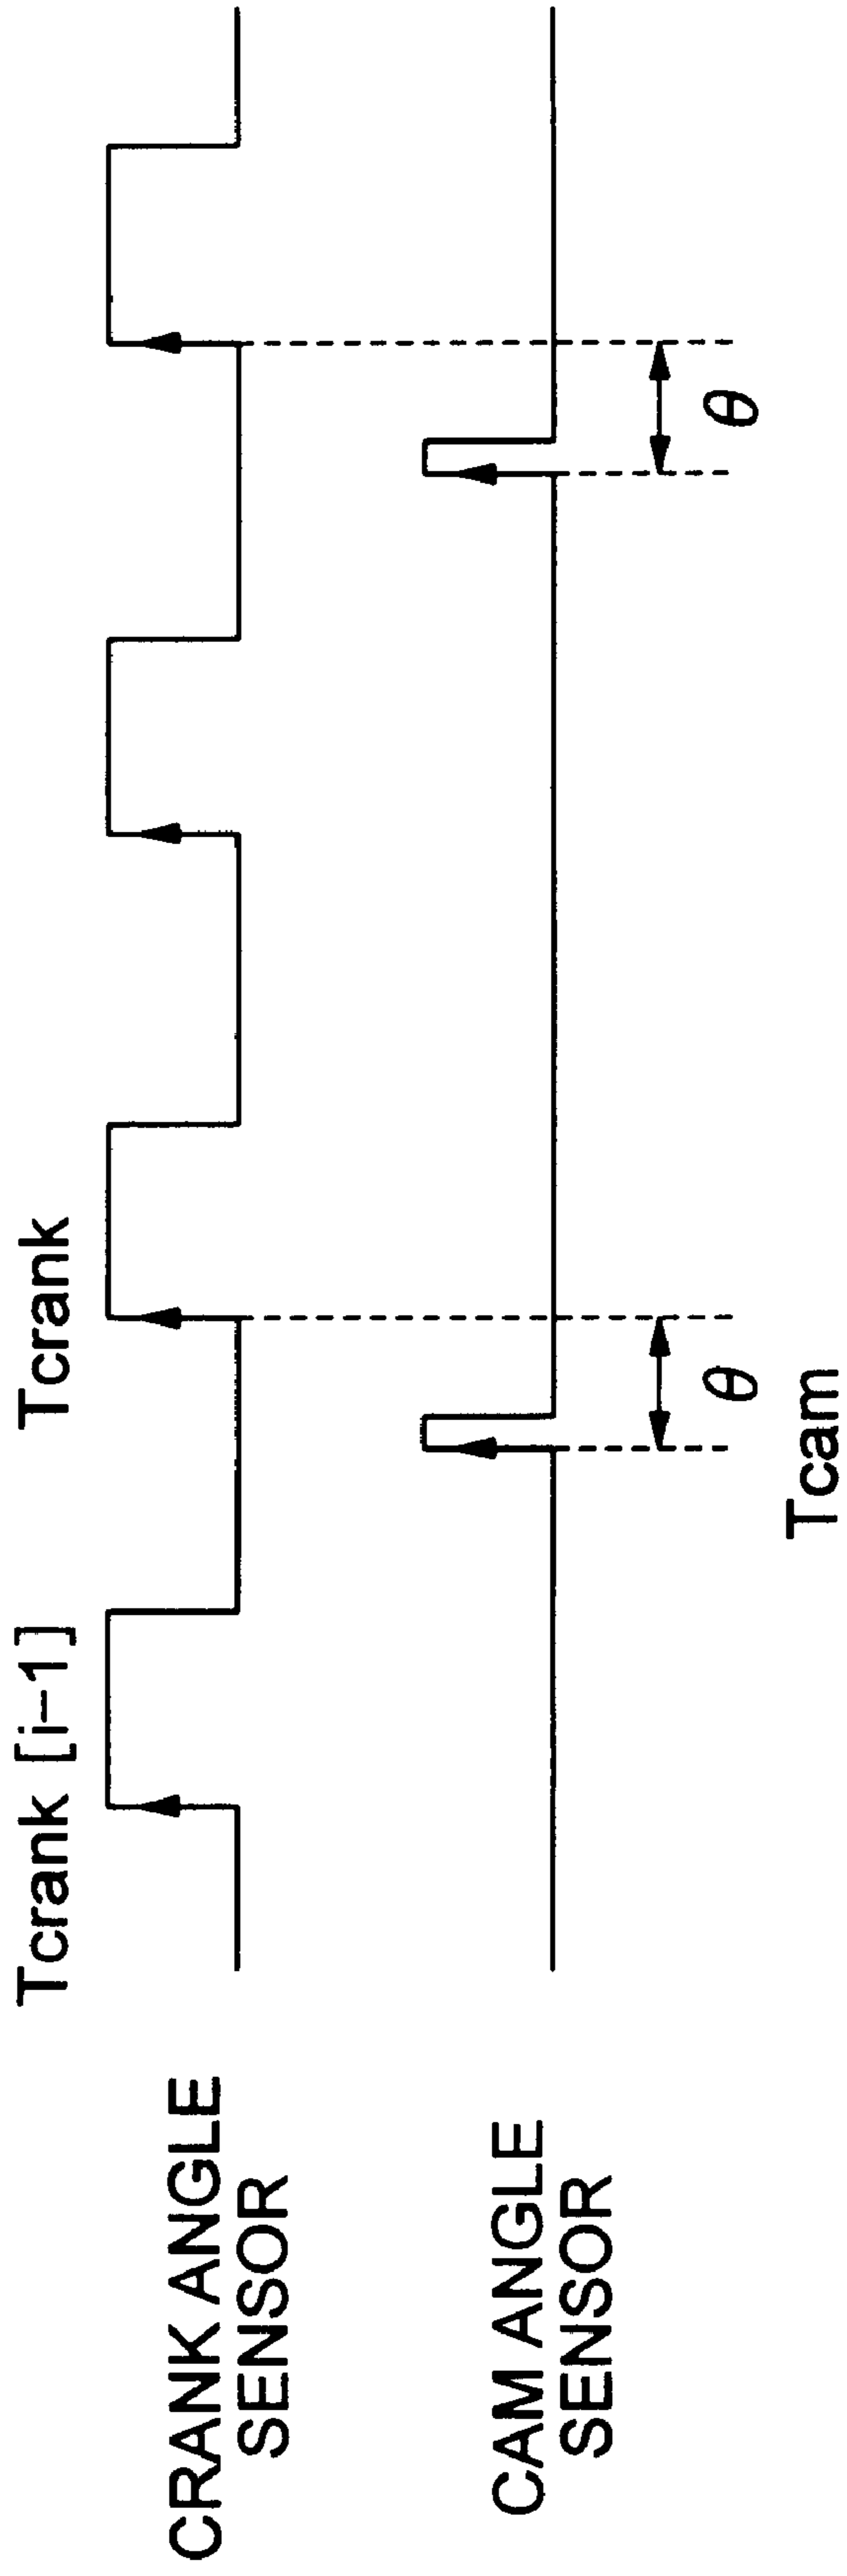 Tcrank [i–1]
Tcrank
CRANK ANGLE
SENSOR
CAM ANGLE
SENSOR
θ
θ
Tcam